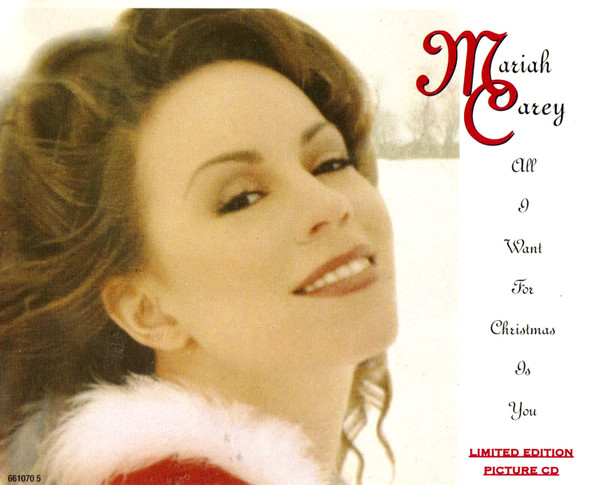 Mariah
Carey
All
I
Want
For
Christmas
Is
You
LIMITED EDITION
PICTURE CD
661070 5